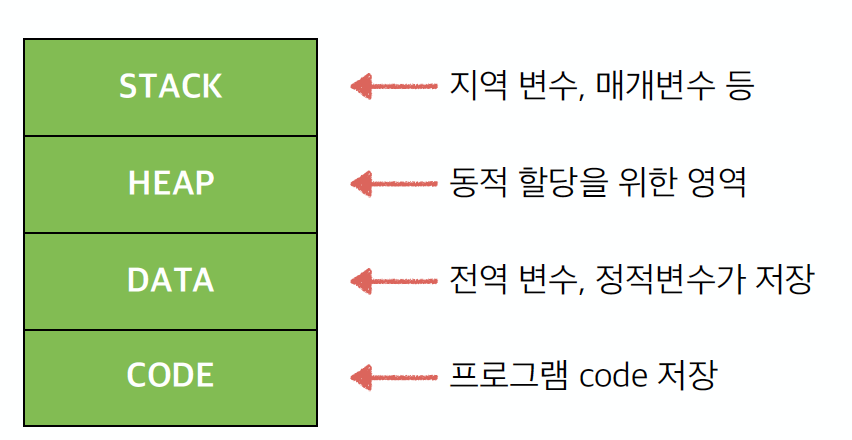 STACK
지역 변수, 매개변수 등
HEAP
동적 할당을 위한 영역
DATA
전역 변수, 정적변수가 저장
CODE
프로그램 code 저장